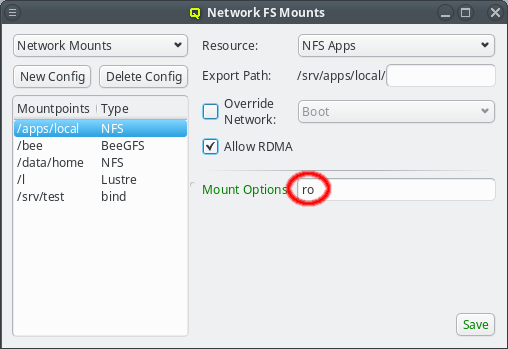 Network FS Mounts
Network Mounts
Resource: NFS Apps
New Config Delete Config
Export Path: /srv/apps/local/
Mountpoints Type
/apps/local NFS
/bee BeeGFS
/data/home NFS
/l Lustre
/srv/test bind
Override
Network: Boot
Allow RDMA
Mount Options ro
Save